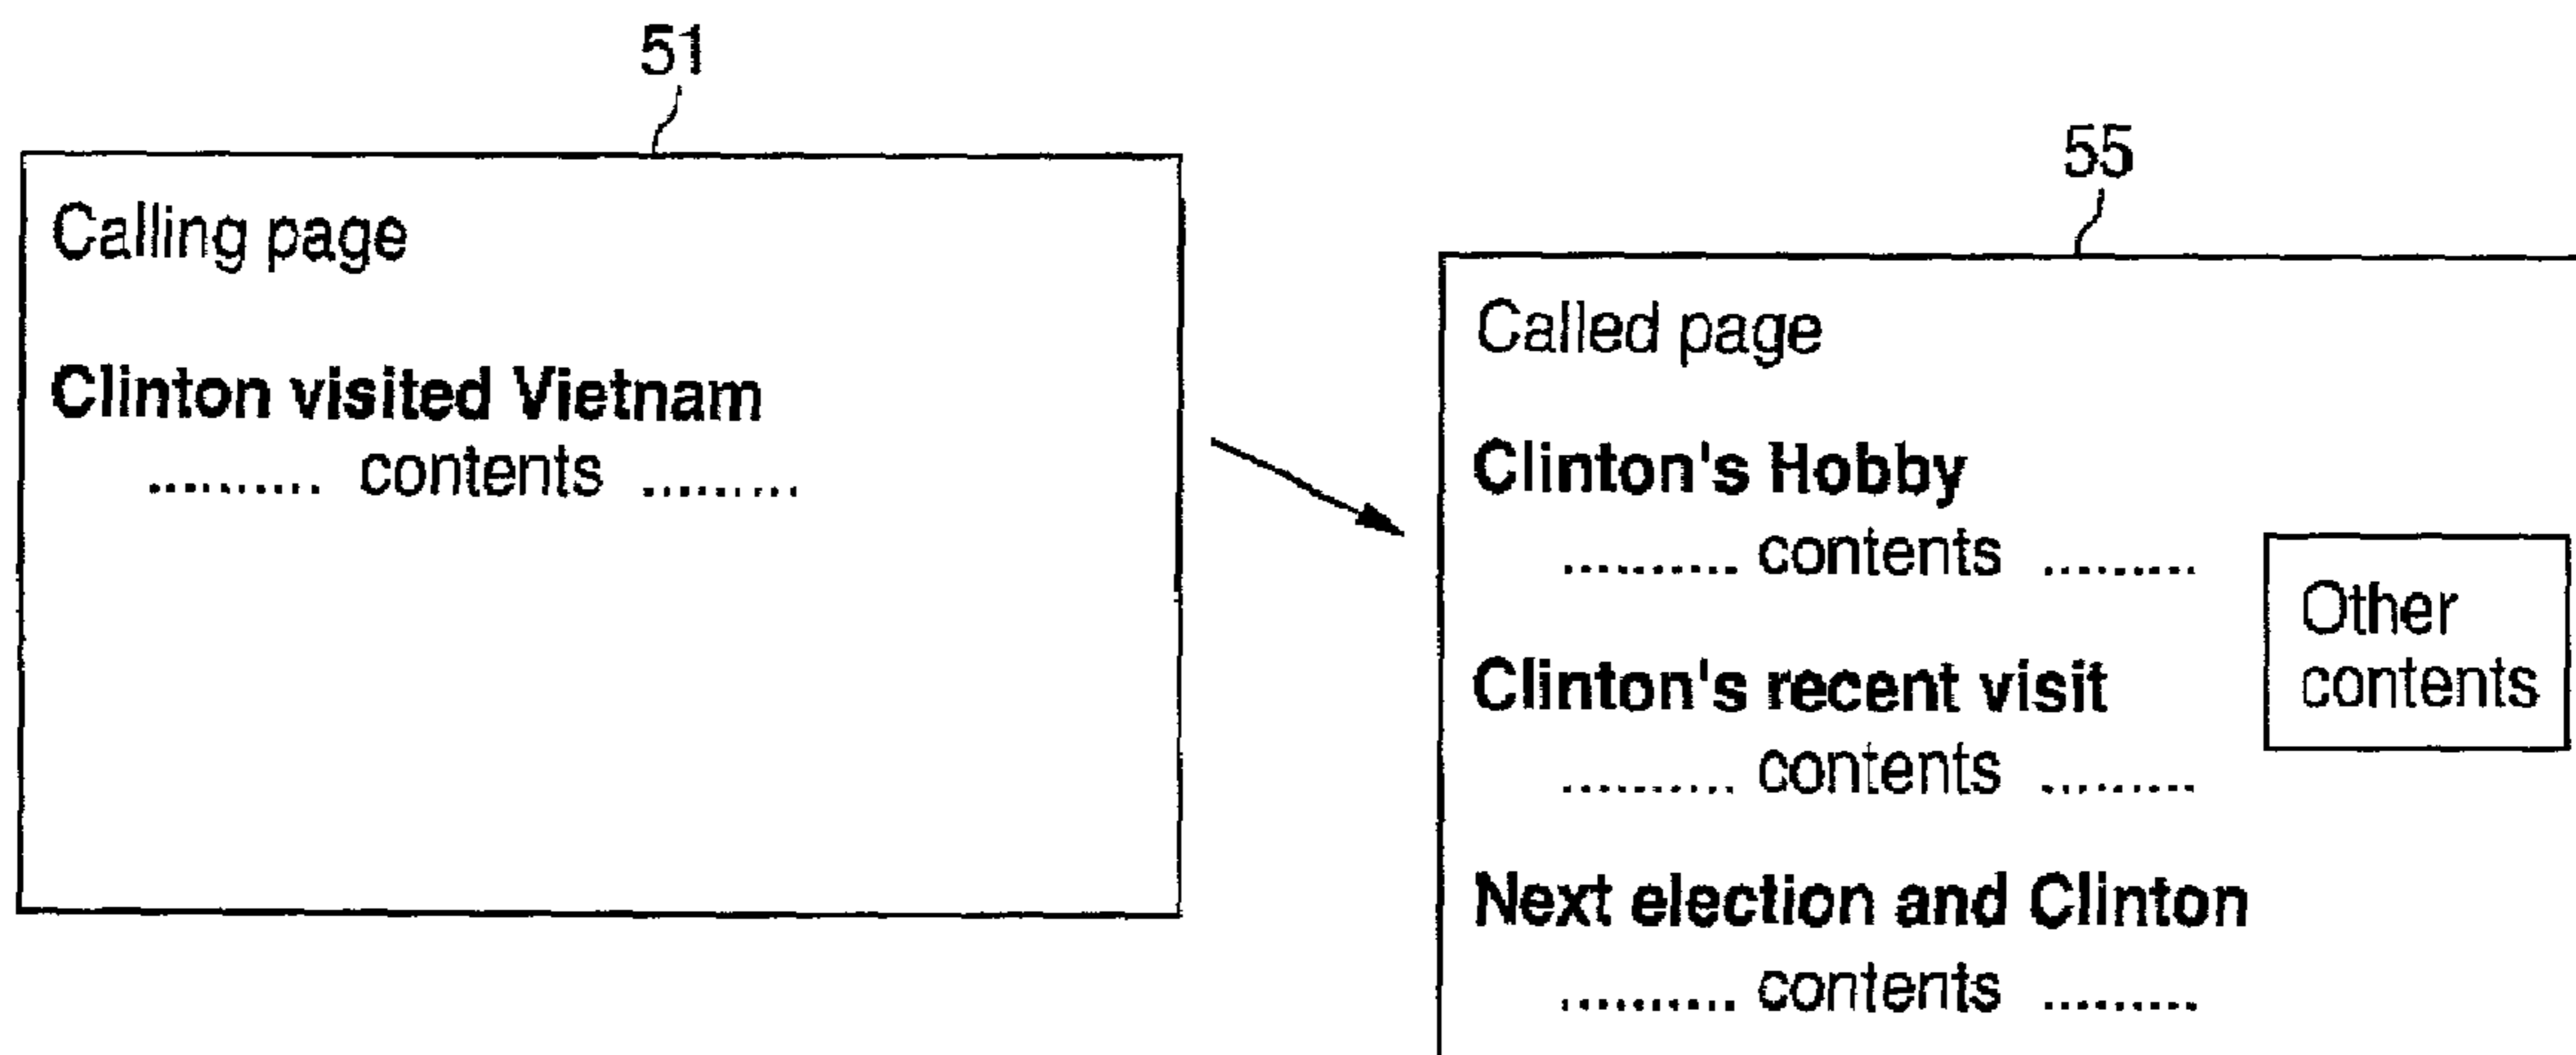 51
Calling page
Clinton visited Vietnam
.......... contents .........
55
Called page
Clinton's Hobby
.......... contents .........
Other
contents
Clinton's recent visit
.......... contents .........
Next election and Clinton
.......... contents .........